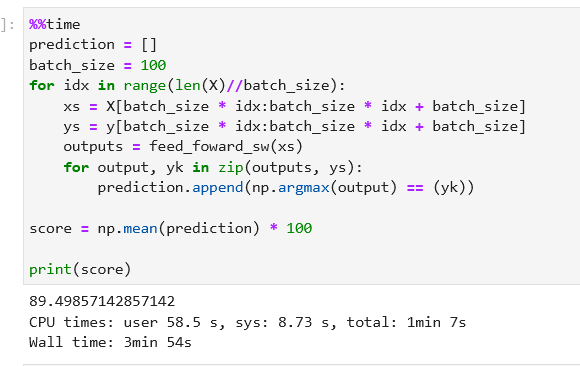 ]: %%time
prediction = []
batch_size = 100
for idx in range(len(X)//batch_size):
    xs = X[batch_size * idx:batch_size * idx + batch_size]
    ys = y[batch_size * idx:batch_size * idx + batch_size]
    outputs = feed_foward_sw(xs)
    for output, yk in zip(outputs, ys):
        prediction.append(np.argmax(output) == (yk))

score = np.mean(prediction) * 100

print(score)
89.49857142857142
CPU times: user 58.5 s, sys: 8.73 s, total: 1min 7s
Wall time: 3min 54s